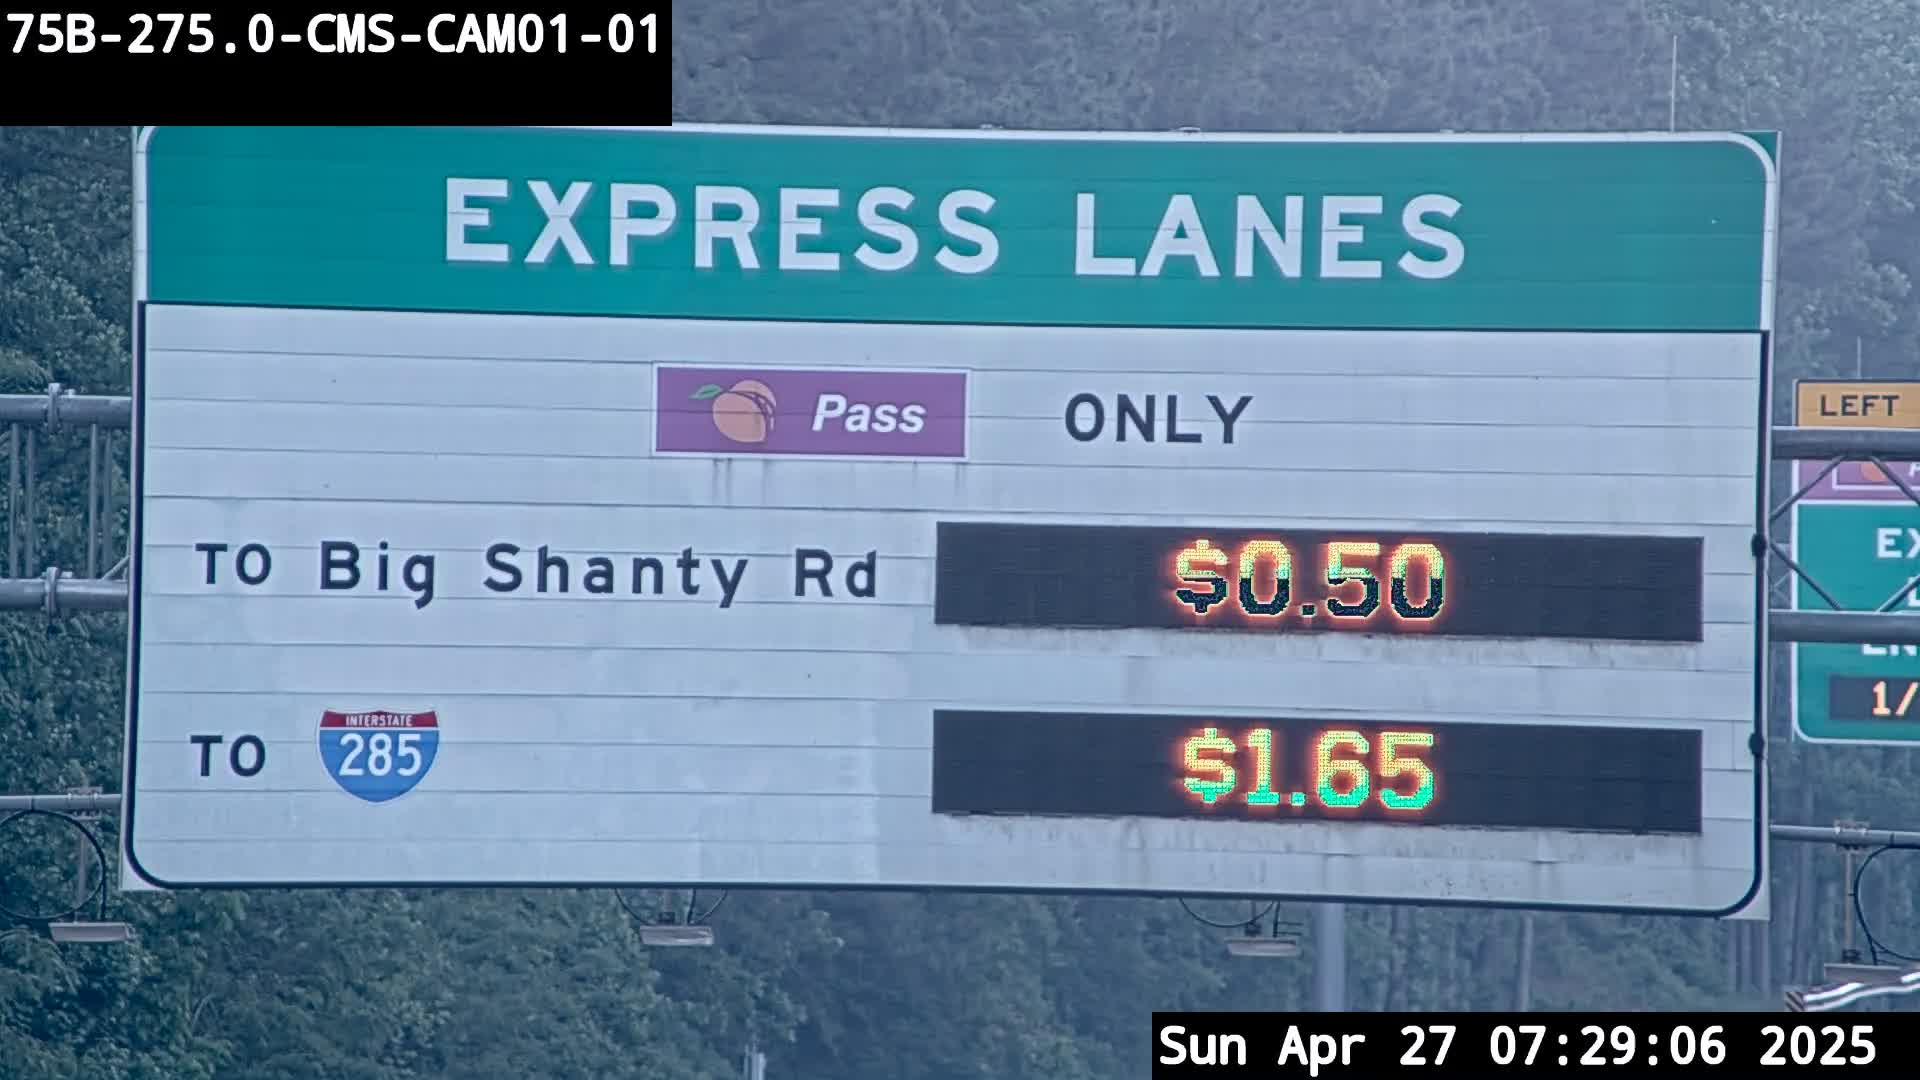 75B-275.0-CMS-CAM01-01
EXPRESS LANES
Pass ONLY
TO Big Shanty Rd $0.50
TO INTERSTATE 285 $1.65
LEFT
1/
Sun Apr 27 07:29:06 2025